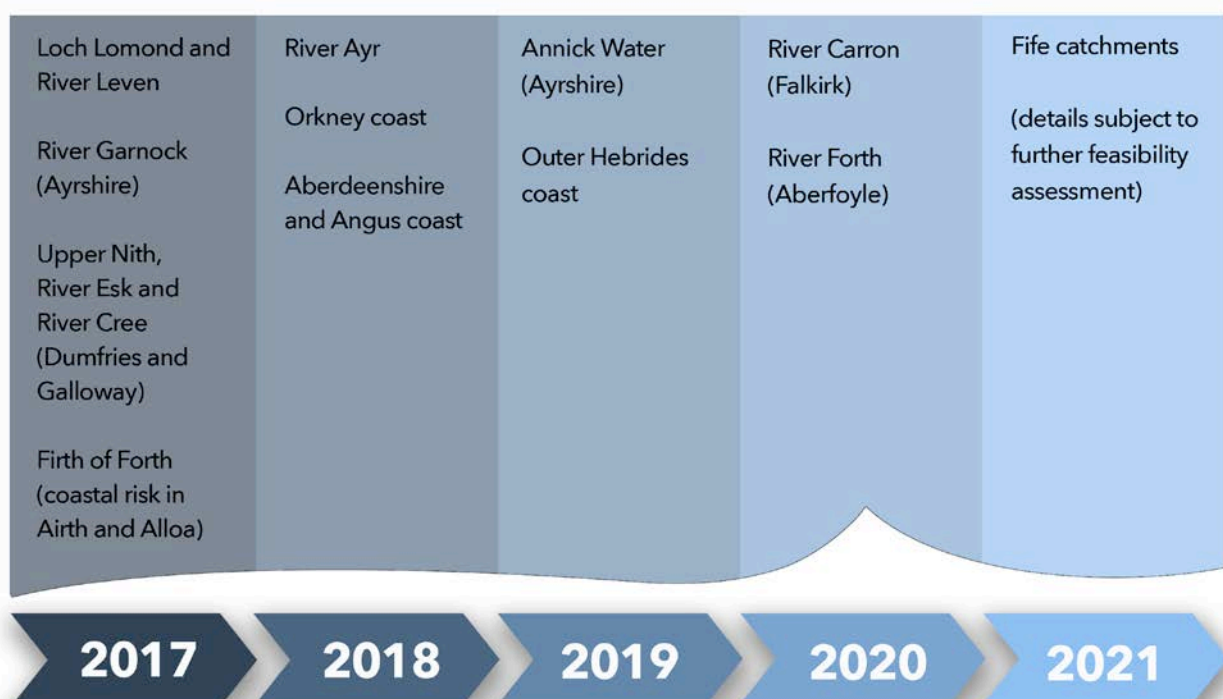 Loch Lomond and
River Leven
River Garnock
(Ayrshire)
Upper Nith,
River Esk and
River Cree
(Dumfries and
Galloway)
Firth of Forth
(coastal risk in
Airth and Alloa)
River Ayr
Orkney coast
Aberdeenshire
and Angus coast
Annick Water
(Ayrshire)
Outer Hebrides
coast
River Carron
(Falkirk)
River Forth
(Aberfoyle)
Fife catchments
(details subject to
further feasibility
assessment)
2017
2018
2019
2020
2021